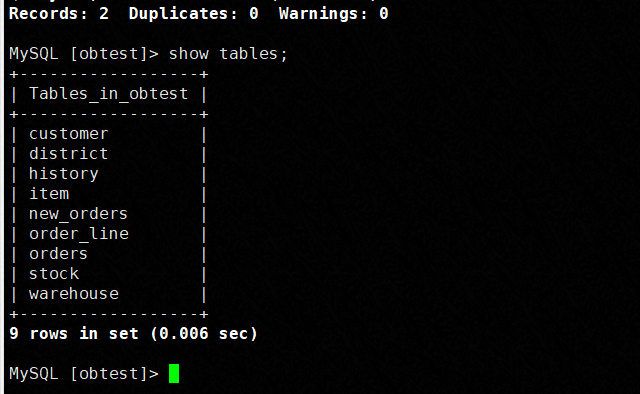 Records: 2  Duplicates: 0  Warnings: 0
MySQL [obtest]> show tables;
+------------------+
| Tables_in_obtest |
+------------------+
| customer         |
| district         |
| history          |
| item             |
| new_orders       |
| order_line       |
| orders           |
| stock            |
| warehouse        |
+------------------+
9 rows in set (0.006 sec)
MySQL [obtest]>